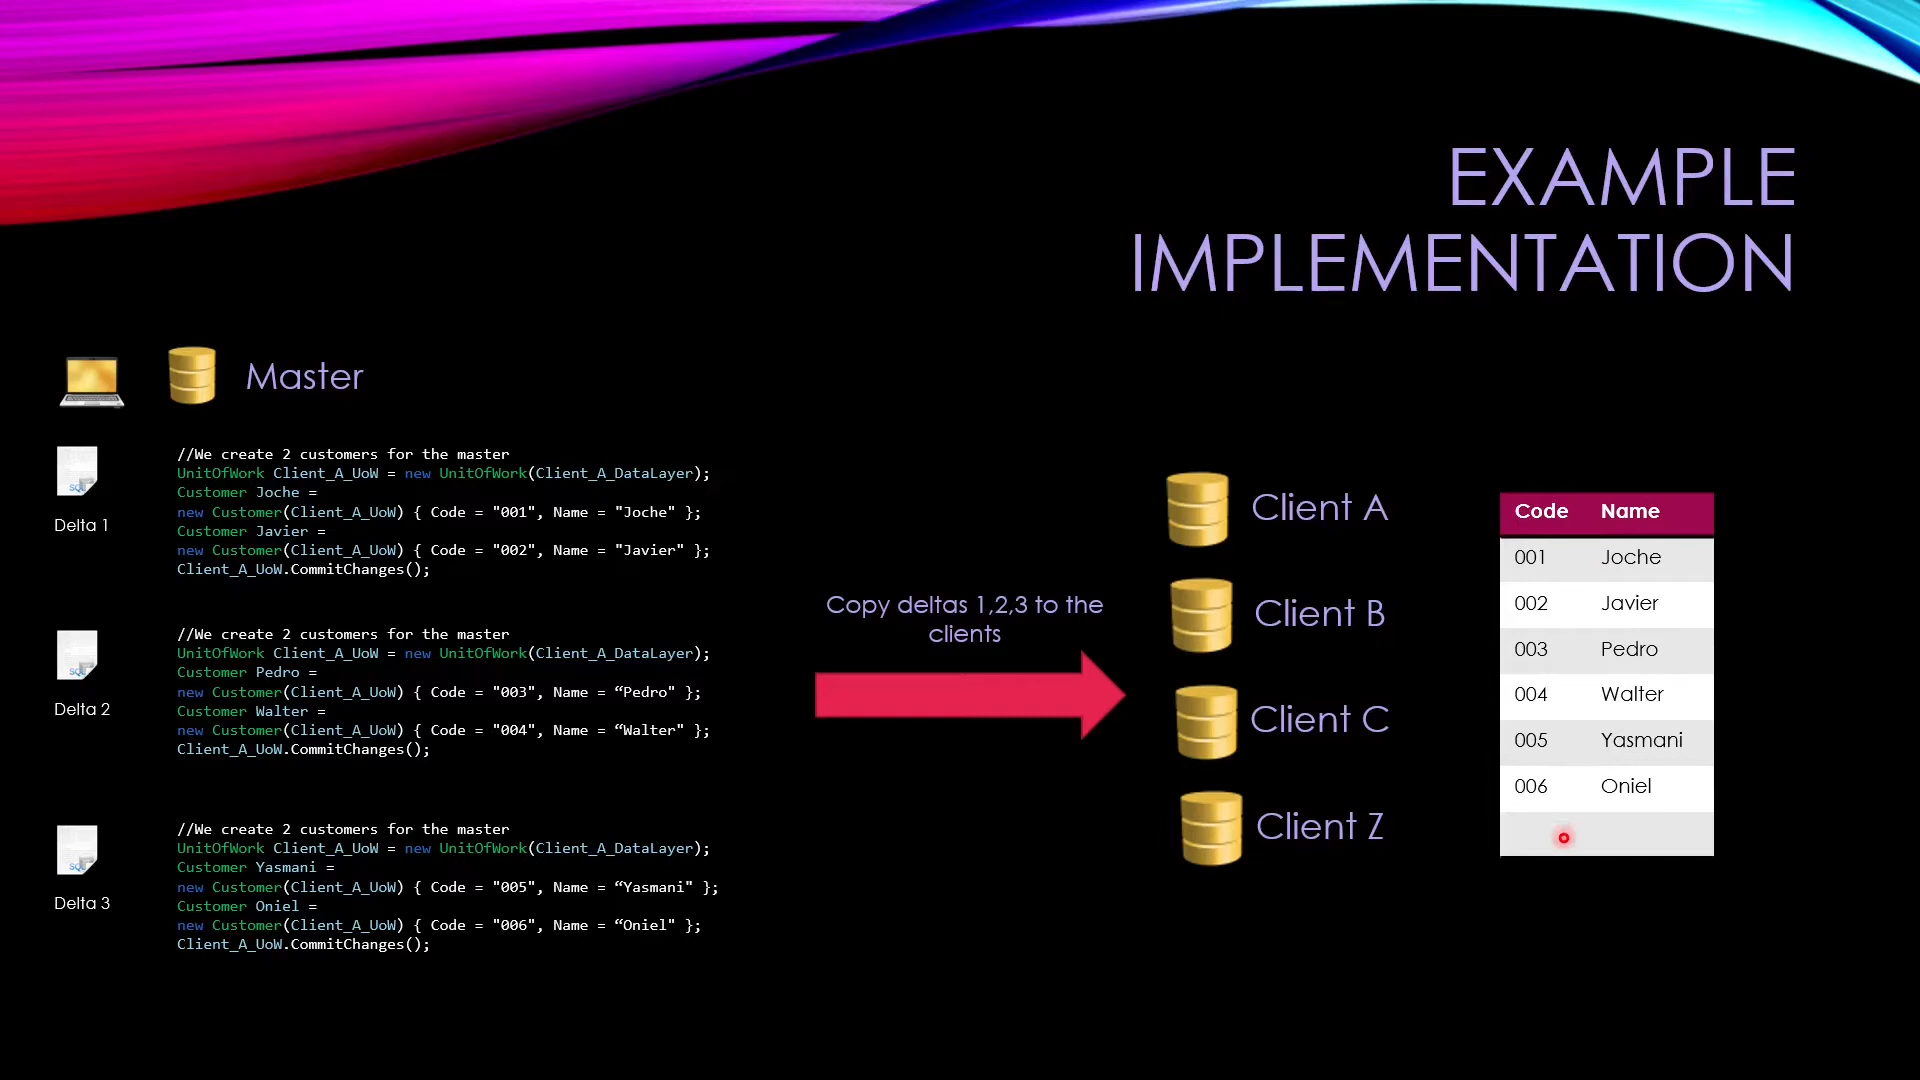 EXAMPLE
IMPLEMENTATION
Master
//We create 2 customers for the master
UnitOfWork Client_A_UoW = new UnitOfWork(Client_A_DataLayer);
Customer Joche =
new Customer(Client_A_UoW) { Code = "001", Name = "Joche" };
Customer Javier =
new Customer(Client_A_UoW) { Code = "002", Name = "Javier" };
Client_A_UoW.CommitChanges();
SQL
Delta 1
//We create 2 customers for the master
UnitOfWork Client_A_UoW = new UnitOfWork(Client_A_DataLayer);
Customer Pedro =
new Customer(Client_A_UoW) { Code = "003", Name = “Pedro" };
Customer Walter =
new Customer(Client_A_UoW) { Code = "004", Name = “Walter" };
Client_A_UoW.CommitChanges();
SQL
Delta 2
//We create 2 customers for the master
UnitOfWork Client_A_UoW = new UnitOfWork(Client_A_DataLayer);
Customer Yasmani =
new Customer(Client_A_UoW) { Code = "005", Name = “Yasmani" };
Customer Oniel =
new Customer(Client_A_UoW) { Code = "006", Name = “Oniel" };
Client_A_UoW.CommitChanges();
SQL
Delta 3
Copy deltas 1,2,3 to the
clients
Client A
Client B
Client C
Client Z
Code Name
001 Joche
002 Javier
003 Pedro
004 Walter
005 Yasmani
006 Oniel